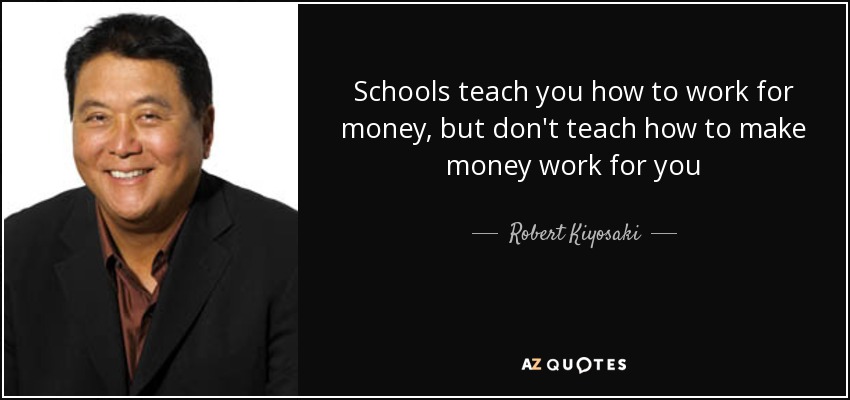 Schools teach you how to work for
money, but don't teach how to make
money work for you
Robert Kiyosaki
AZ QUOTES